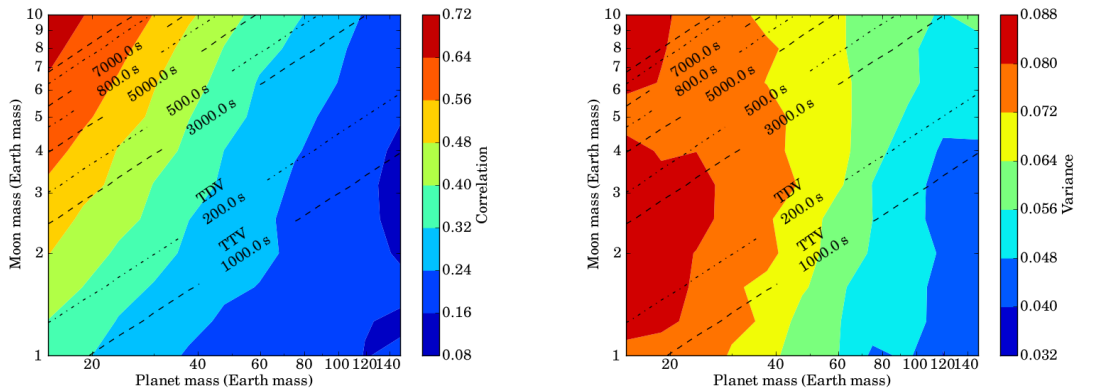 10
9
8
7
6
5
4
3
2
1
Moon mass (Earth mass)
7000.0 s
800.0 s
5000.0 s
500.0 s
3000.0 s
TDV
200.0 s
TTV
1000.0 s
20 40 60 80 100 120 140
Planet mass (Earth mass)
0.72
0.64
0.56
0.48
0.40
0.32
0.24
0.16
0.08
Correlation
10
9
8
7
6
5
4
3
2
1
Moon mass (Earth mass)
7000.0 s
800.0 s
5000.0 s
500.0 s
3000.0 s
TDV
200.0 s
TTV
1000.0 s
20 40 60 80 100 120 140
Planet mass (Earth mass)
0.088
0.080
0.072
0.064
0.056
0.048
0.040
0.032
Variance